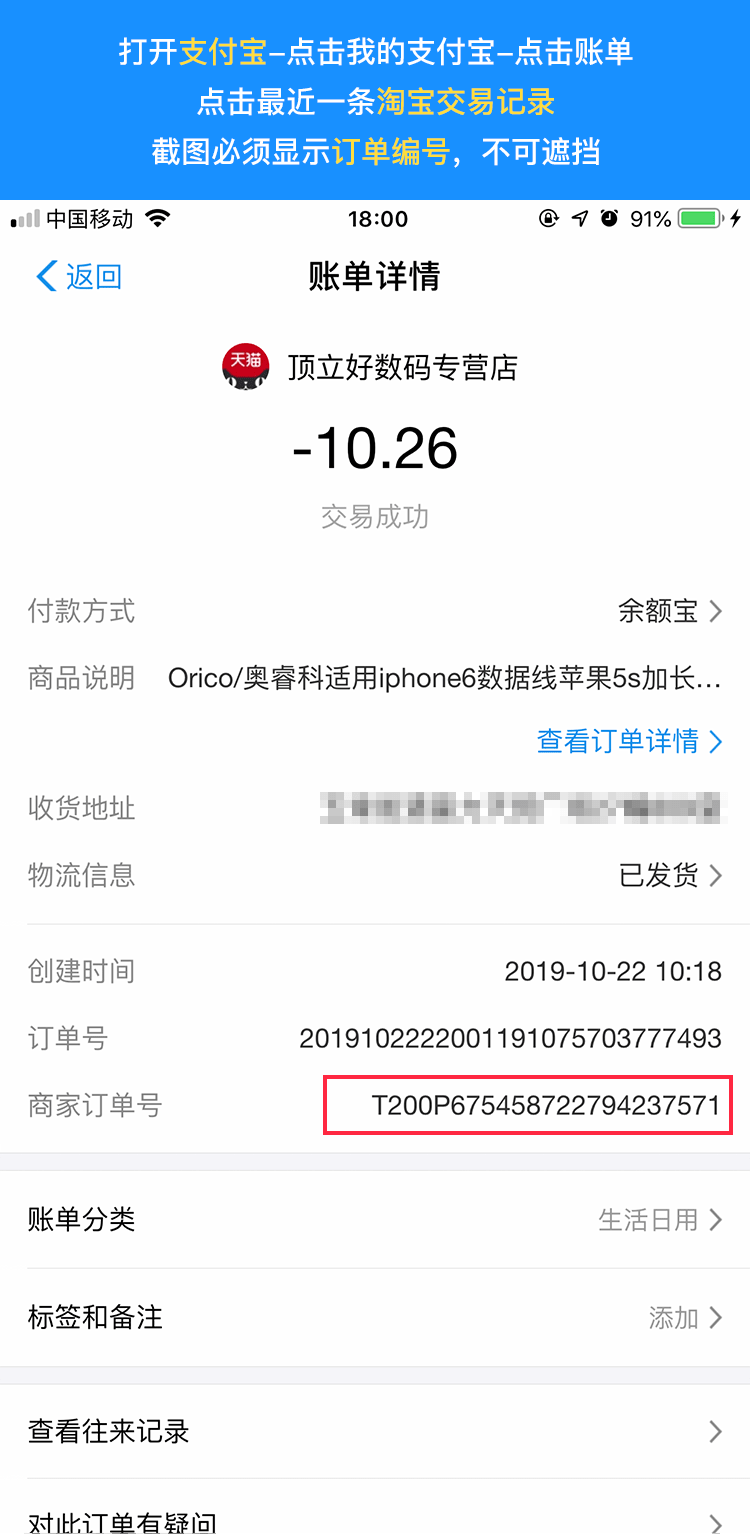 打开支付宝-点击我的支付宝-点击账单
点击最近一条淘宝交易记录
截图必须显示订单编号，不可遮挡
中国移动 18:00 91%
返回 账单详情
天猫 顶立好数码专营店
-10.26
交易成功
付款方式 余额宝
商品说明 Orico/奥睿科适用iphone6数据线苹果5s加长...
查看订单详情
收货地址
物流信息 已发货
创建时间 2019-10-22 10:18
订单号 2019102222001191075703777493
商家订单号 T200P675458722794237571
账单分类 生活日用
标签和备注 添加
查看往来记录
对此订单有疑问